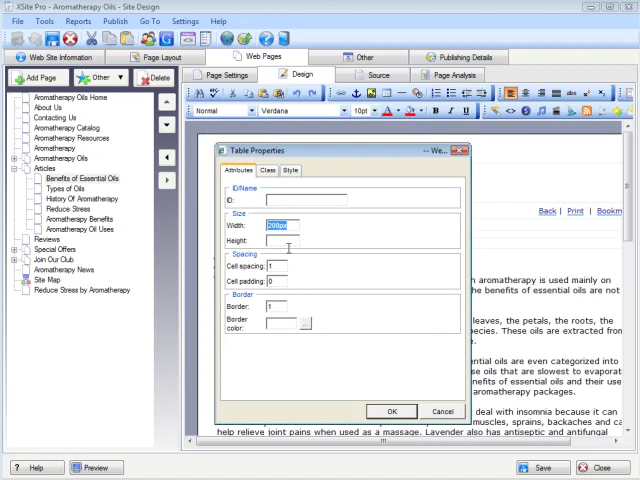 XSite Pro - Aromatherapy Oils - Site Design
File Tools Reports Publish Go To Settings Help
Web Site Information Page Layout Web Pages Other Publishing Details
Add Page Other Delete
Page Settings Design Source Page Analysis
Normal Verdana 10pt A B I U
Aromatherapy Oils Home
About Us
Contacting Us
Aromatherapy Catalog
Aromatherapy Resources
Aromatherapy
Aromatherapy Oils
Articles
Benefits of Essential Oils
Types of Oils
History Of Aromatherapy
Reduce Stress
Aromatherapy Benefits
Aromatherapy Oil Uses
Reviews
Special Offers
Join Our Club
Aromatherapy News
Site Map
Reduce Stress by Aromatherapy
Table Properties -- We...
Attributes Class Style
ID/Name
ID:
Size
Width: 200px
Height:
Spacing
Cell spacing: 1
Cell padding: 0
Border
Border: 1
Border color: ...
OK Cancel
Back | Print | Bookm
n aromatherapy is used mainly on
he benefits of essential oils are not
leaves, the petals, the roots, the
pecies. These oils are extracted from
e.
ential oils are even categorized into
se oils that are slowest to evaporat
nefits of essential oils and their use
aromatherapy packages.
deal with insomnia because it can
muscles, sprains, backaches and ca
help relieve joint pains when used as a massage. Lavender also has antiseptic and antifungal
Help Preview Save Close